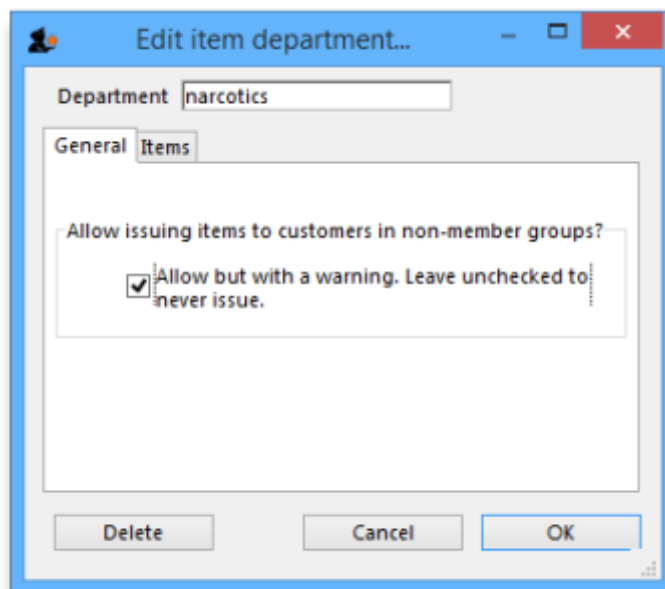 Edit item department...
Department narcotics
General Items
Allow issuing items to customers in non-member groups?
Allow but with a warning. Leave unchecked to
never issue.
Delete Cancel OK